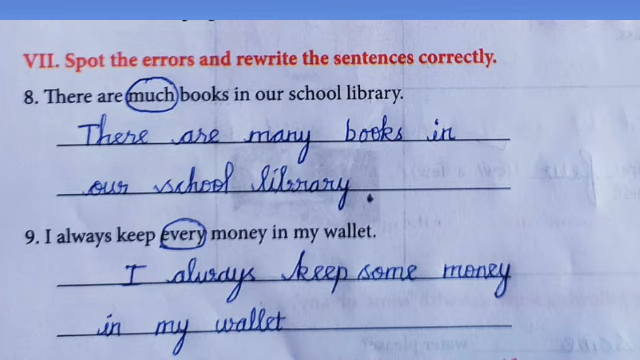 VII. Spot the errors and rewrite the sentences correctly.
8. There are much books in our school library.
There are many books in
our school library.
9. I always keep every money in my wallet.
I always keep some money
in my wallet